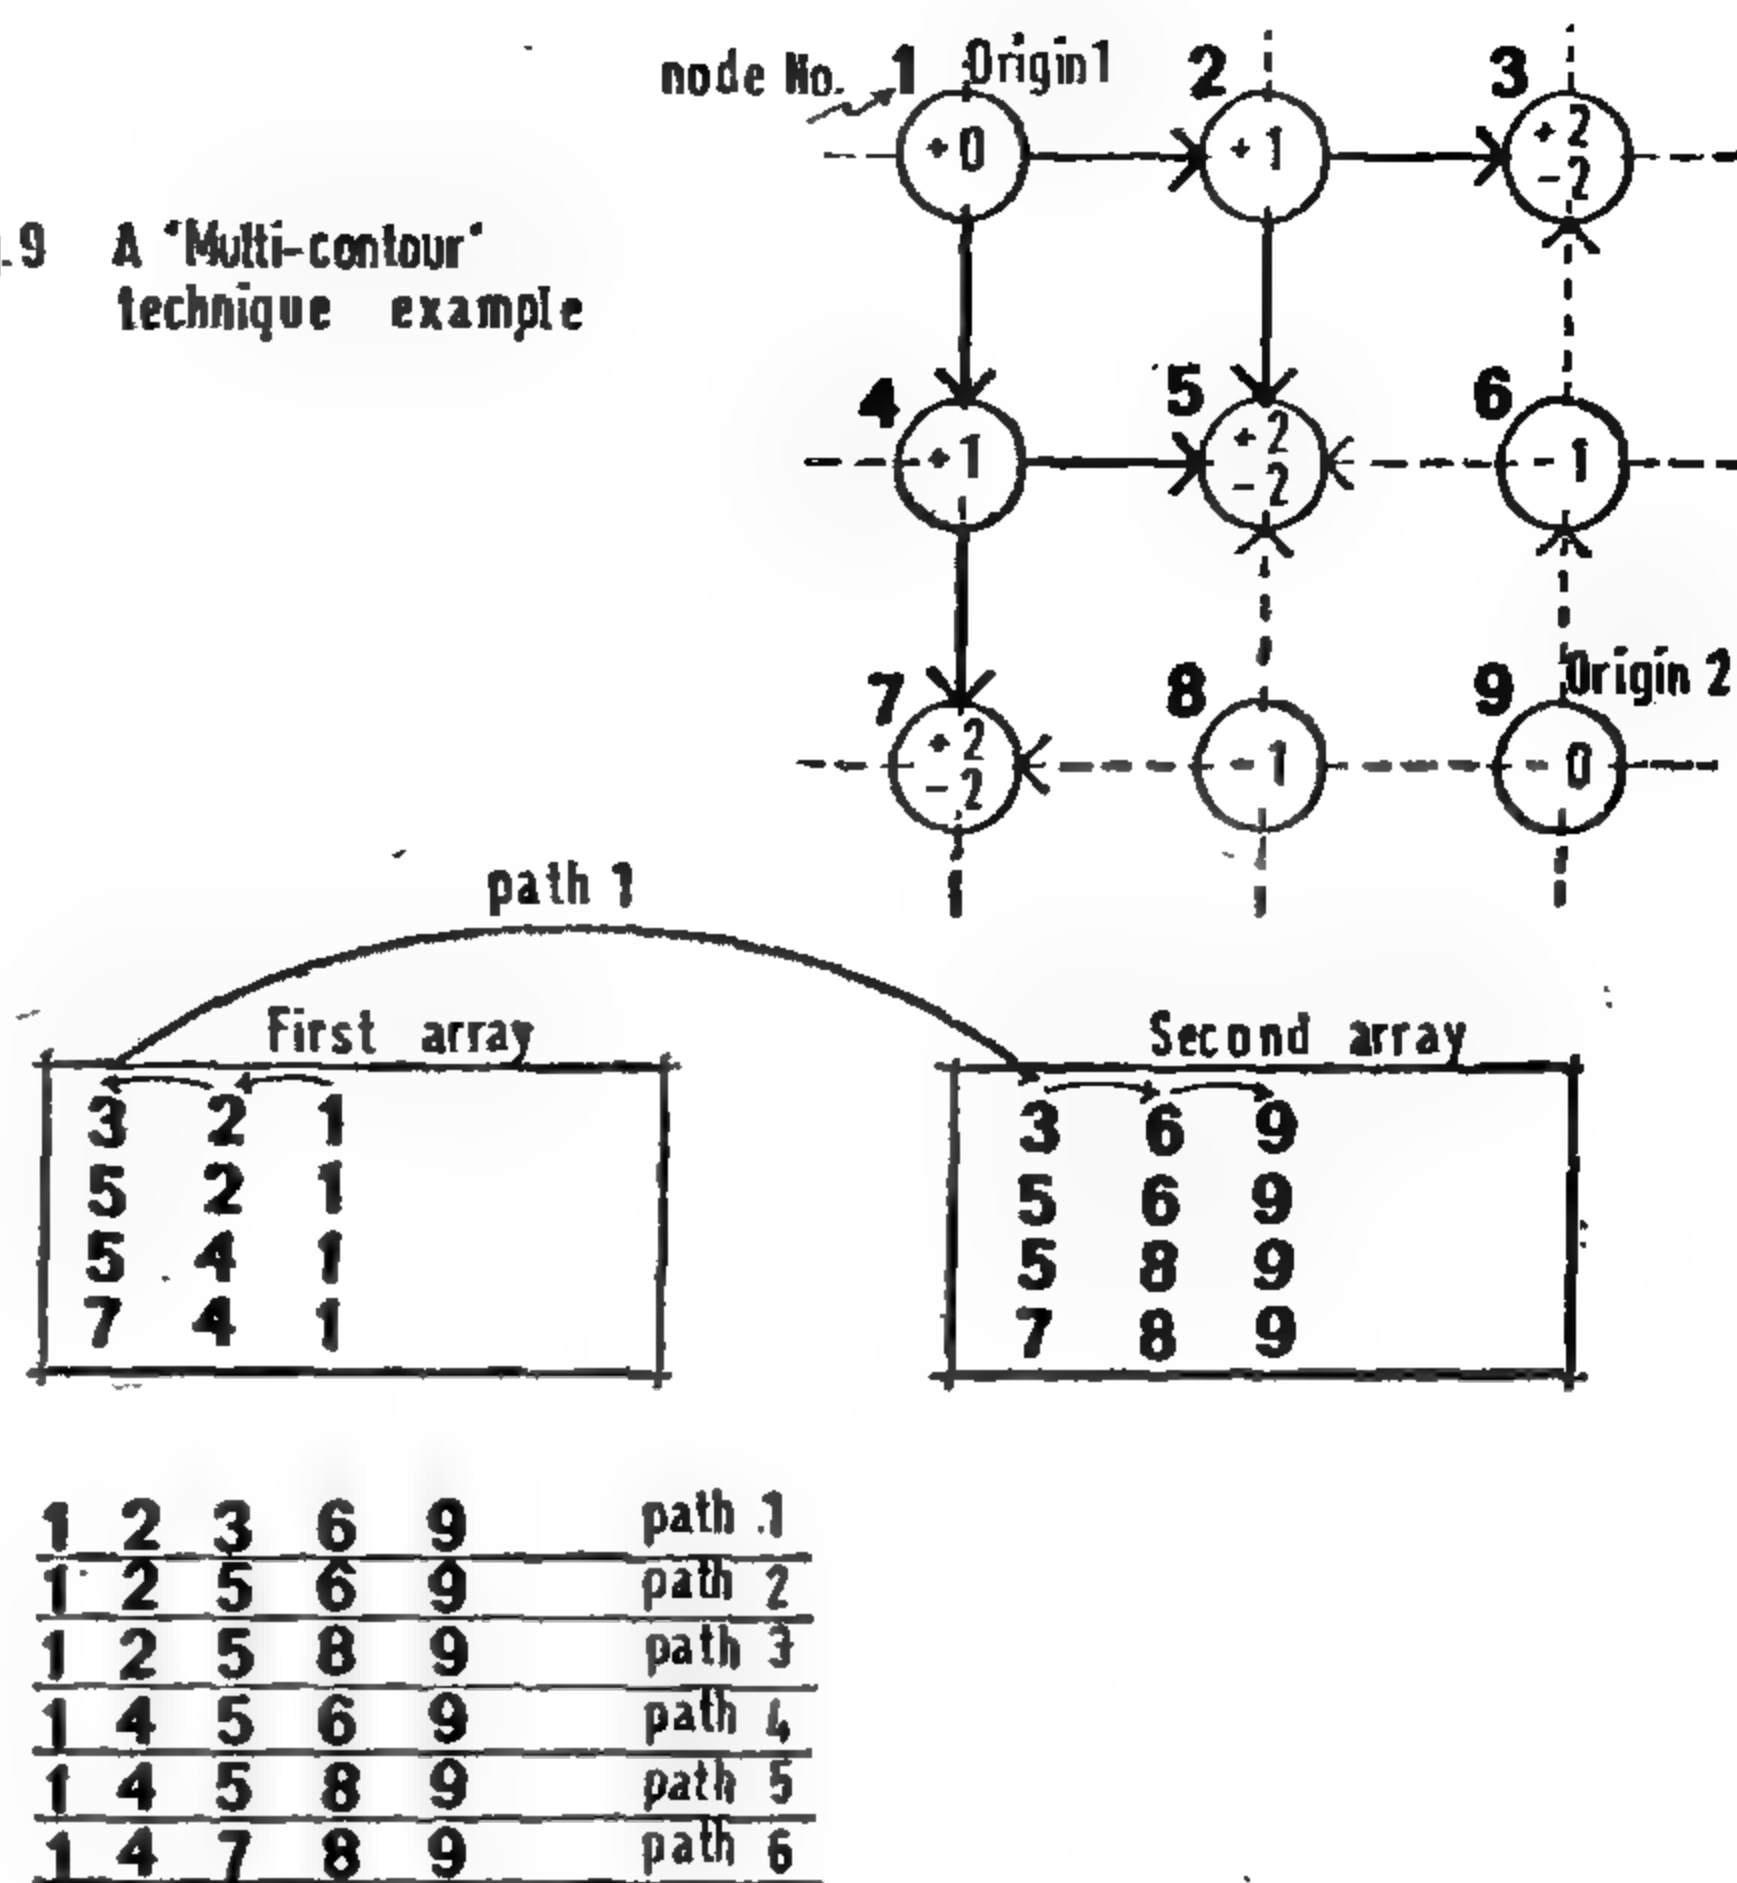 node No. 1 Origin1 2 3
+0 +1 +2
-2
.9 A "Multi-contour"
technique example
4 5 6
+1 +2 -1
-2
7 8 9 Origin 2
+2 -1 -0
-2
path 1
First array Second array
3 2 1 3 6 9
5 2 1 5 6 9
5 4 1 5 8 9
7 4 1 7 8 9
1 2 3 6 9 path 1
1 2 5 6 9 path 2
1 2 5 8 9 path 3
1 4 5 6 9 path 4
1 4 5 8 9 path 5
1 4 7 8 9 path 6